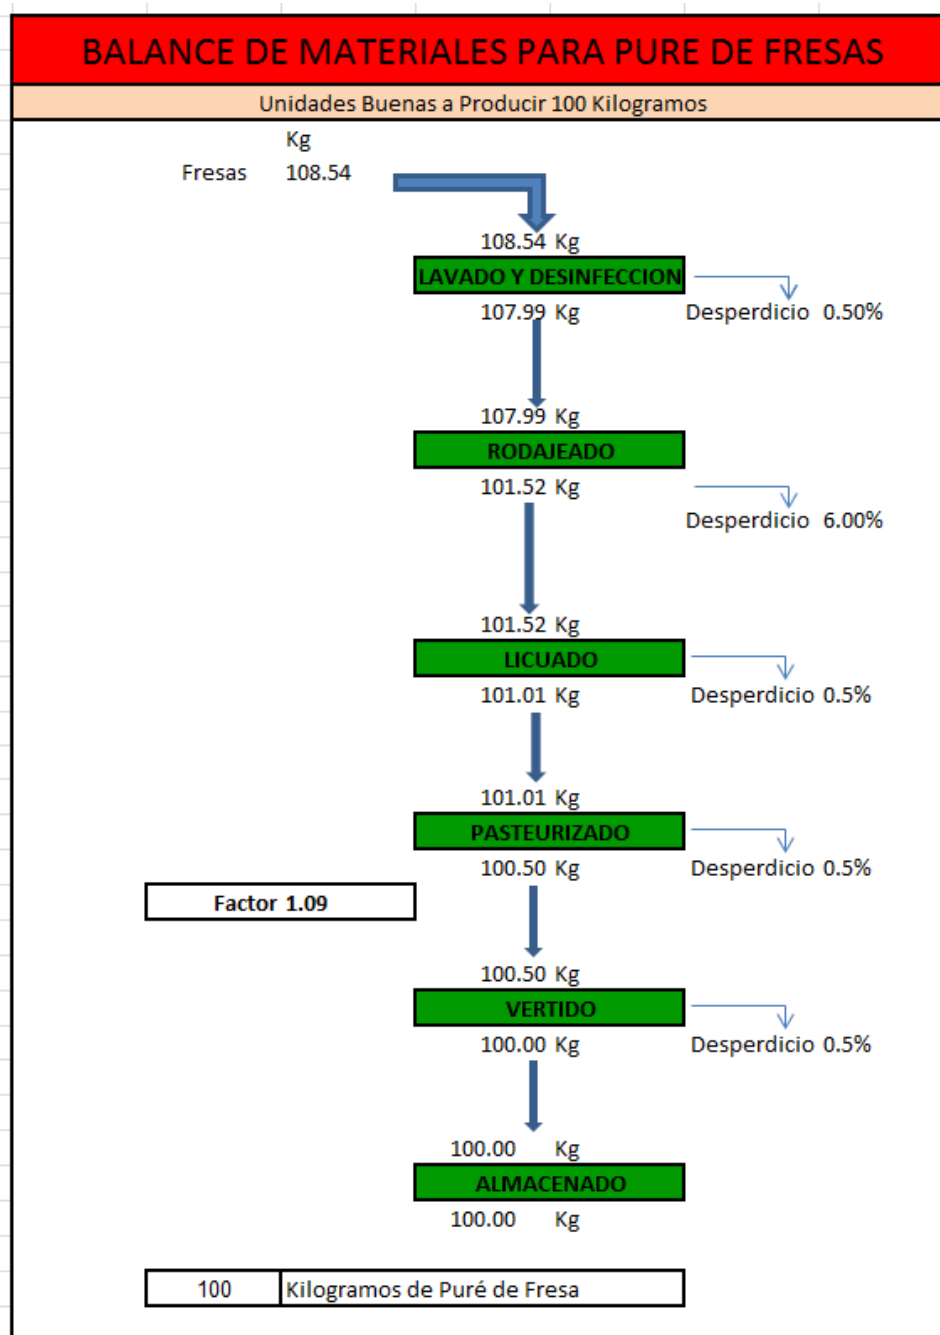 BALANCE DE MATERIALES PARA PURE DE FRESAS
Unidades Buenas a Producir 100 Kilogramos
Kg
Fresas 108.54
108.54 Kg
LAVADO Y DESINFECCION
107.99 Kg Desperdicio 0.50%
107.99 Kg
RODAJEADO
101.52 Kg
Desperdicio 6.00%
101.52 Kg
LICUADO
101.01 Kg Desperdicio 0.5%
101.01 Kg
PASTEURIZADO
100.50 Kg Desperdicio 0.5%
Factor 1.09
100.50 Kg
VERTIDO
100.00 Kg Desperdicio 0.5%
100.00 Kg
ALMACENADO
100.00 Kg
100 Kilogramos de Puré de Fresa